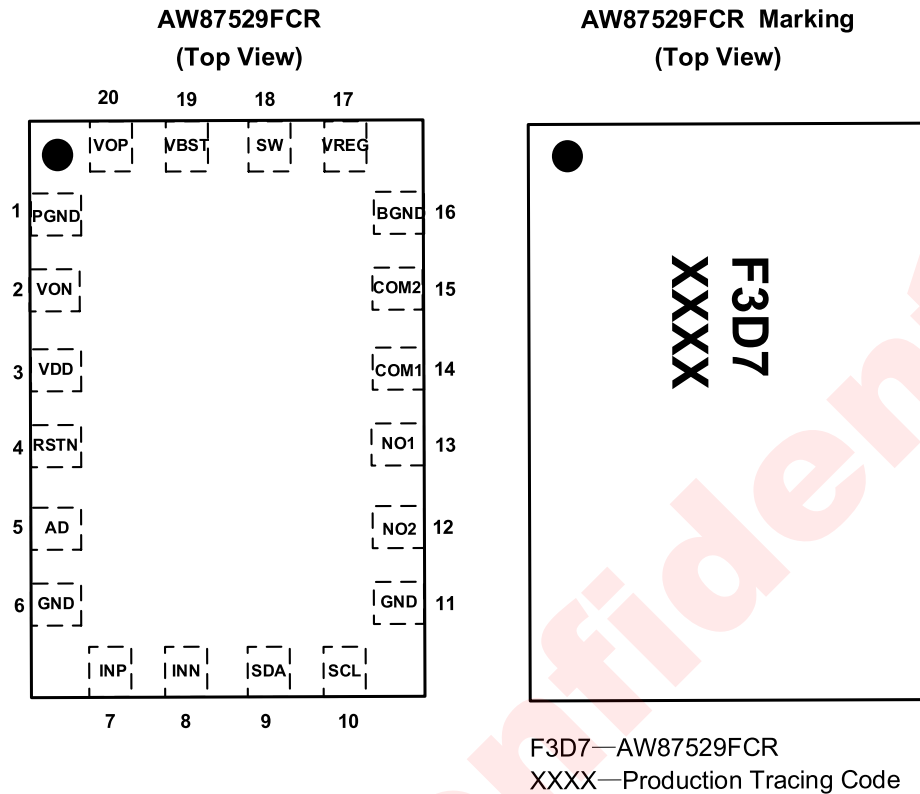 AW87529FCR
(Top View)
20 19 18 17
VOP VBST SW VREG
1 PGND
2 VON
3 VDD
4 RSTN
5 AD
6 GND
BGND 16
COM2 15
COM1 14
NO1 13
NO2 12
GND 11
INP INN SDA SCL
7 8 9 10
AW87529FCR Marking
(Top View)
F3D7
XXXX
F3D7—AW87529FCR
XXXX—Production Tracing Code